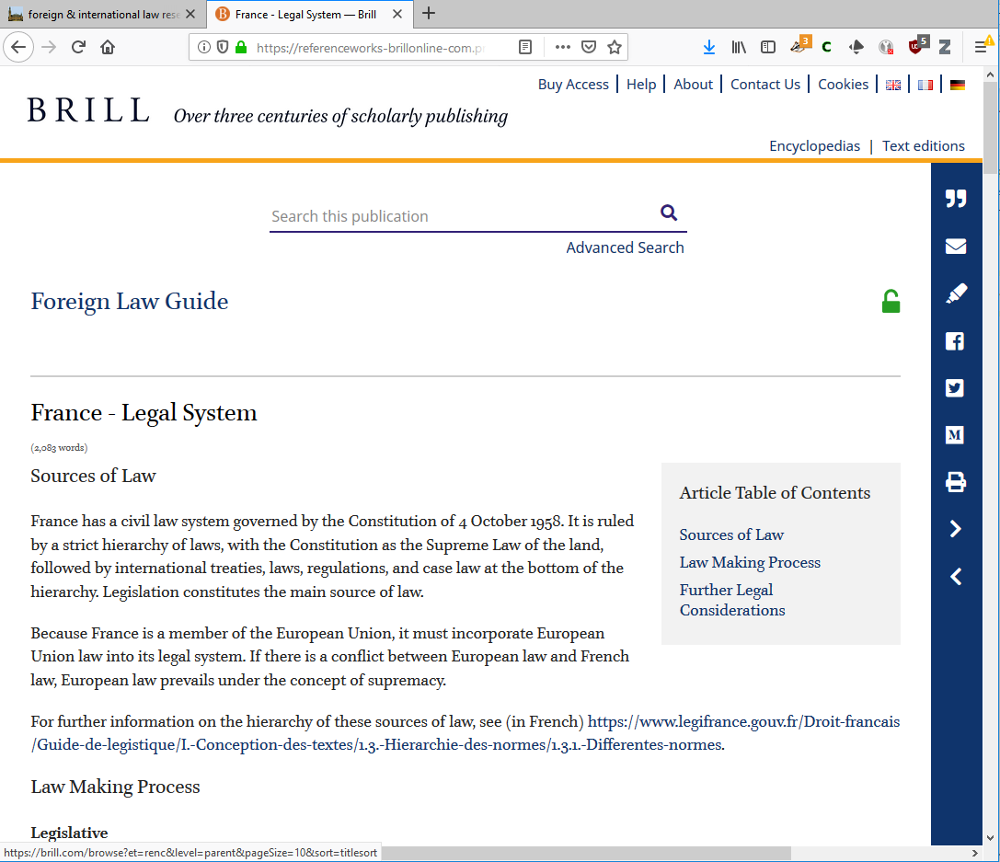 foreign & international law res
France - Legal System — Brill
https://referenceworks-brillonline-com.pr
3
5
Buy Access
Help
About
Contact Us
Cookies
BRILL
Over three centuries of scholarly publishing
Encyclopedias | Text editions
Search this publication
Advanced Search
Foreign Law Guide
France - Legal System
(2,083 words)
Sources of Law
France has a civil law system governed by the Constitution of 4 October 1958. It is ruled
by a strict hierarchy of laws, with the Constitution as the Supreme Law of the land,
followed by international treaties, laws, regulations, and case law at the bottom of the
hierarchy. Legislation constitutes the main source of law.
Because France is a member of the European Union, it must incorporate European
Union law into its legal system. If there is a conflict between European law and French
law, European law prevails under the concept of supremacy.
Article Table of Contents
Sources of Law
Law Making Process
Further Legal
Considerations
For further information on the hierarchy of these sources of law, see (in French) https://www.legifrance.gouv.fr/Droit-francais
/Guide-de-legistique/I.-Conception-des-textes/1.3.-Hierarchie-des-normes/1.3.1.-Differentes-normes.
Law Making Process
Legislative
https://brill.com/browse?et=renc&level=parent&pageSize=10&sort=titlesort